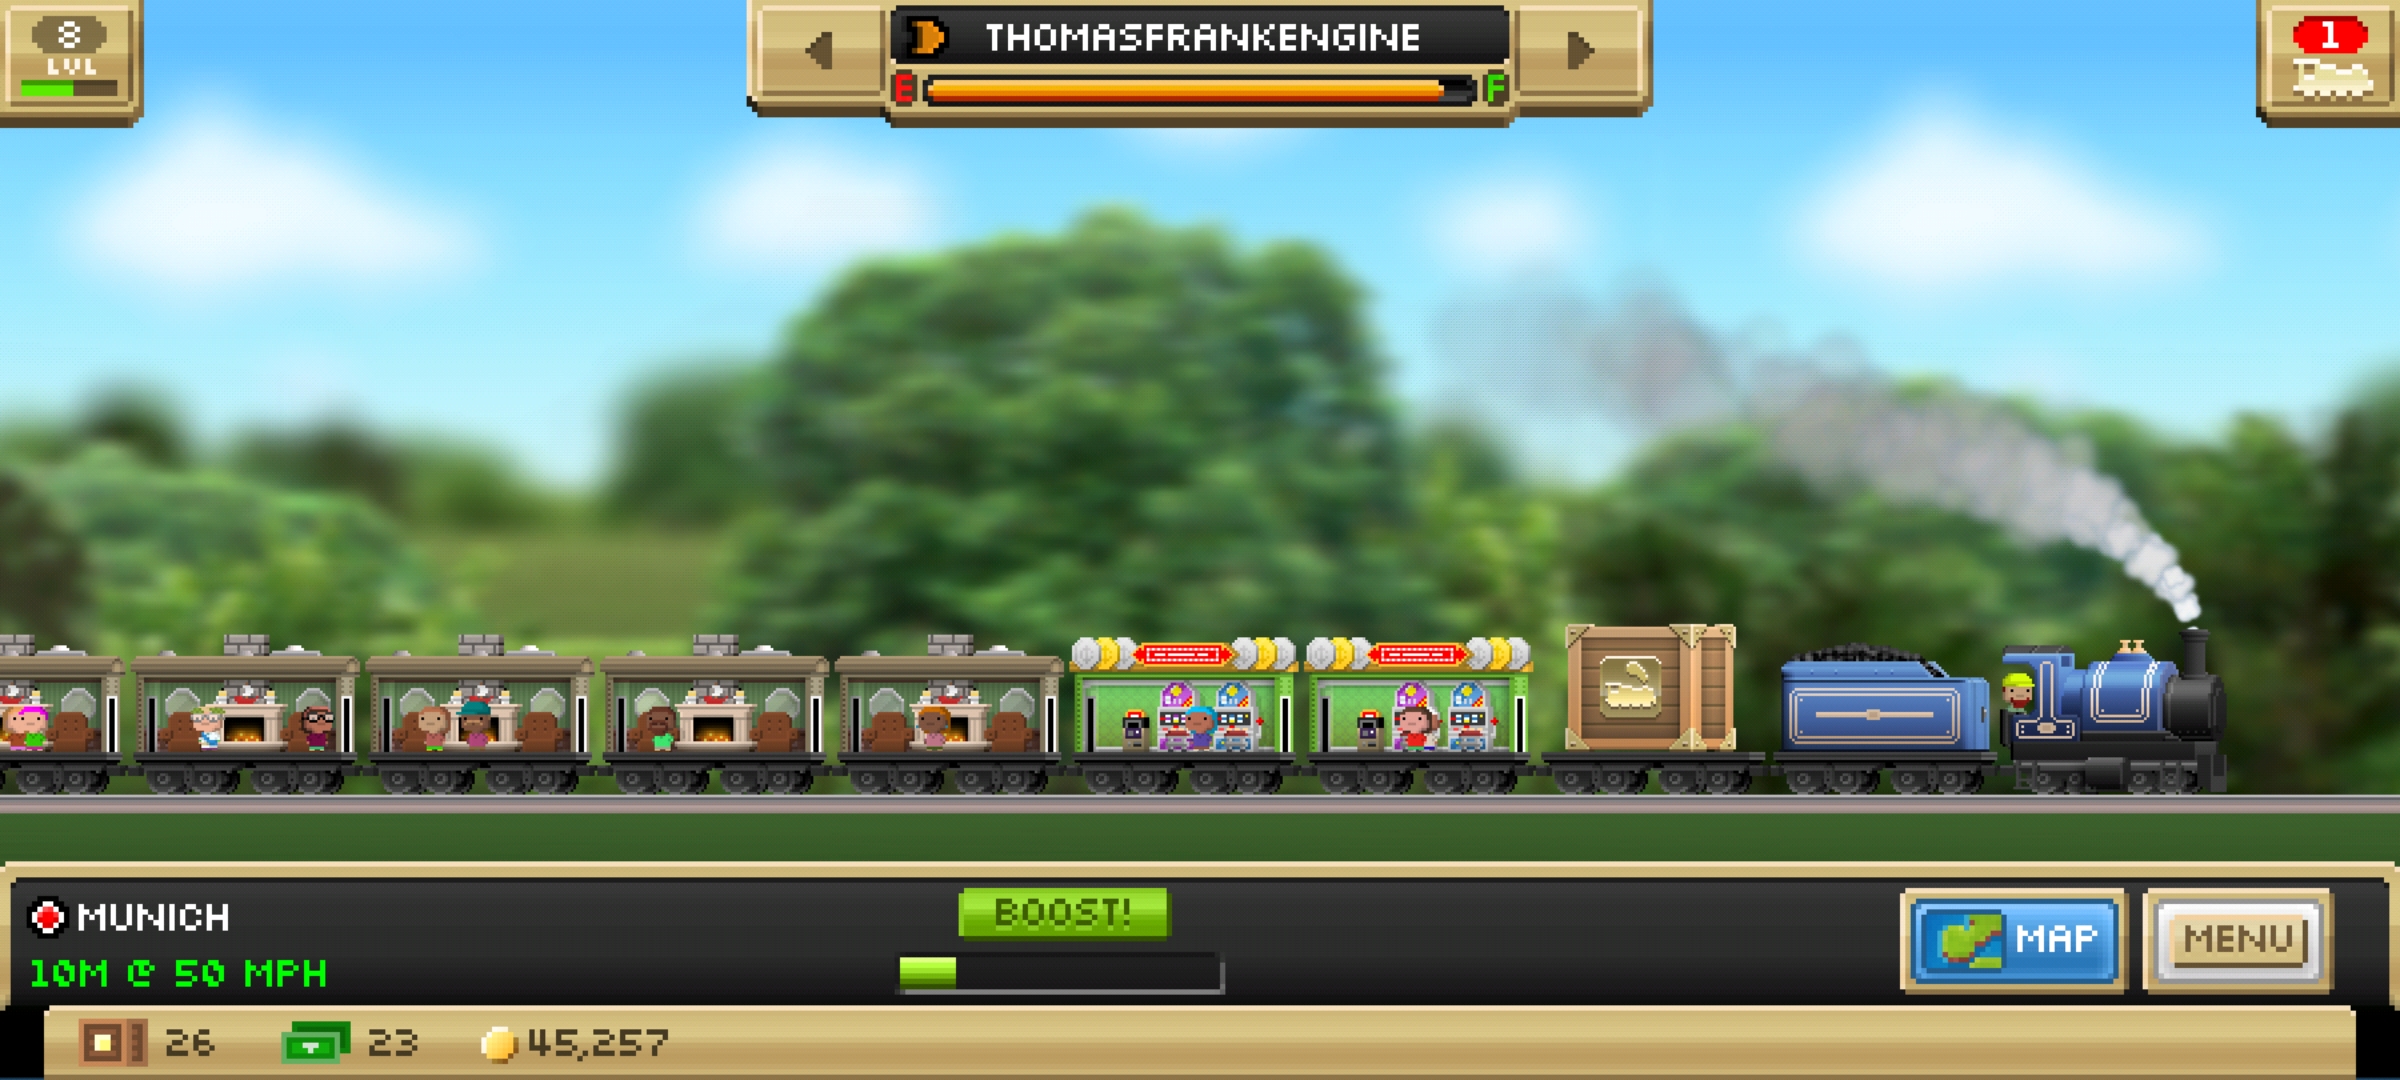 8
LVL
THOMASFRANKENGINE
E F
1
MUNICH
10M @ 50 MPH
BOOST!
MAP
MENU
26
23
45,257